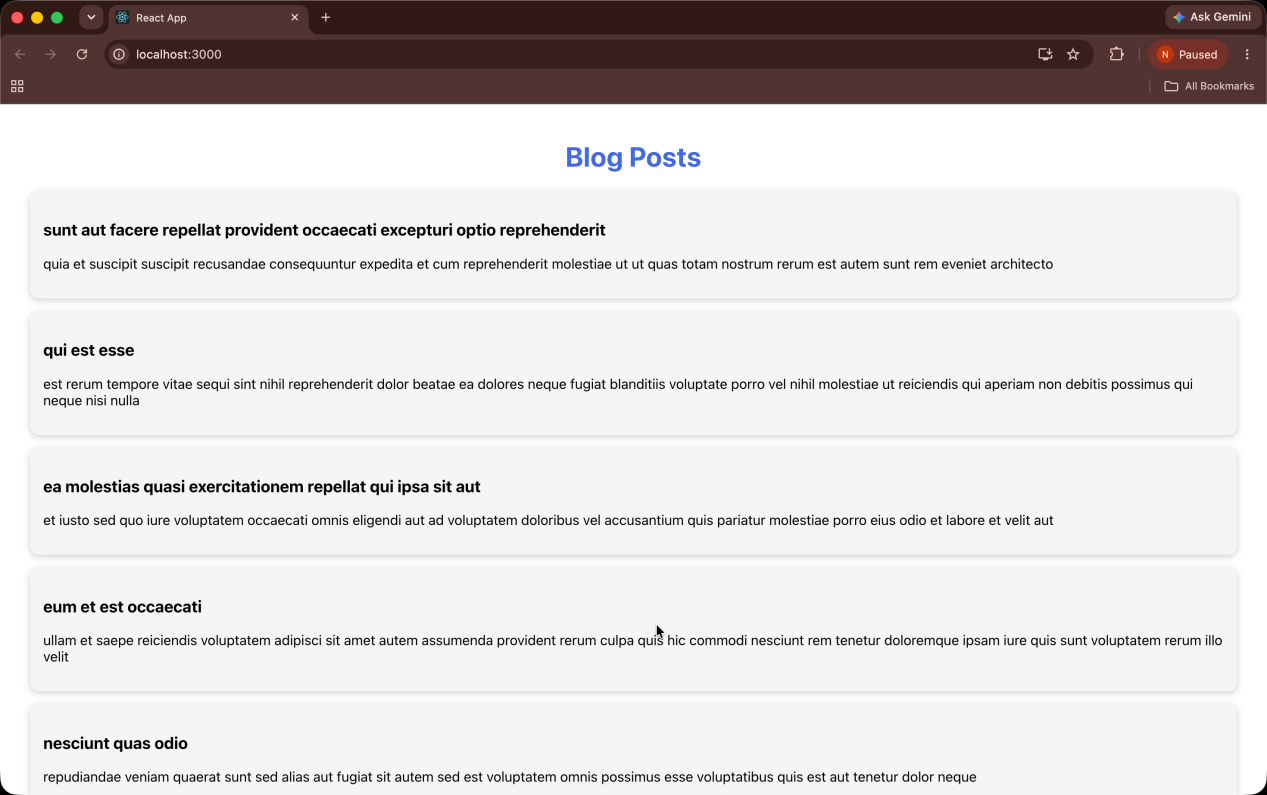 React App
Ask Gemini
localhost:3000
N Paused
All Bookmarks
Blog Posts
sunt aut facere repellat provident occaecati excepturi optio reprehenderit
quia et suscipit suscipit recusandae consequuntur expedita et cum reprehenderit molestiae ut ut quas totam nostrum rerum est autem sunt rem eveniet architecto
qui est esse
est rerum tempore vitae sequi sint nihil reprehenderit dolor beatae ea dolores neque fugiat blanditiis voluptate porro vel nihil molestiae ut reiciendis qui aperiam non debitis possimus qui
neque nisi nulla
ea molestias quasi exercitationem repellat qui ipsa sit aut
et iusto sed quo iure voluptatem occaecati omnis eligendi aut ad voluptatem doloribus vel accusantium quis pariatur molestiae porro eius odio et labore et velit aut
eum et est occaecati
ullam et saepe reiciendis voluptatem adipisci sit amet autem assumenda provident rerum culpa quis hic commodi nesciunt rem tenetur doloremque ipsam iure quis sunt voluptatem rerum illo
velit
nesciunt quas odio
repudiandae veniam quaerat sunt sed alias aut fugiat sit autem sed est voluptatem omnis possimus esse voluptatibus quis est aut tenetur dolor neque